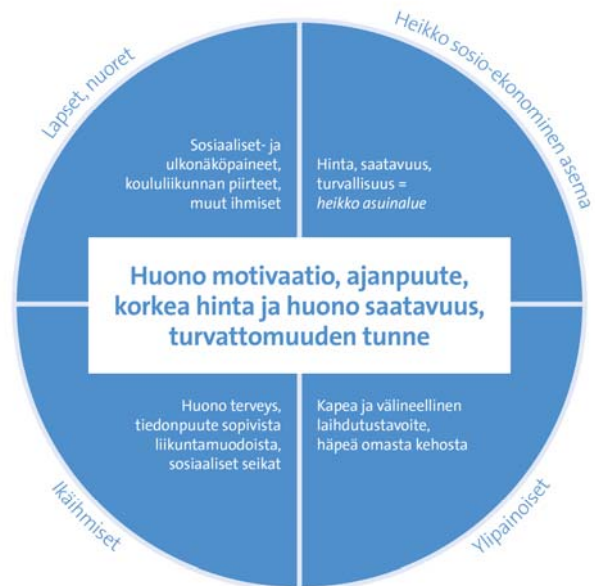 Lapset, nuoret
Heikko sosio-ekonominen asema
Sosiaaliset- ja
ulkonäköpaineet,
koululiikunnan piirteet,
muut ihmiset
Hinta, saatavuus,
turvallisuus =
heikko asuinalue
Huono motivaatio, ajanpuute,
korkea hinta ja huono saatavuus,
turvattomuuden tunne
Huono terveys,
tiedonpuute sopivista
liikuntamuodoista,
sosiaaliset seikat
Kapea ja välineellinen
laihdutustavoite,
häpeä omasta kehosta
Ikäihmiset
Ylipainoiset